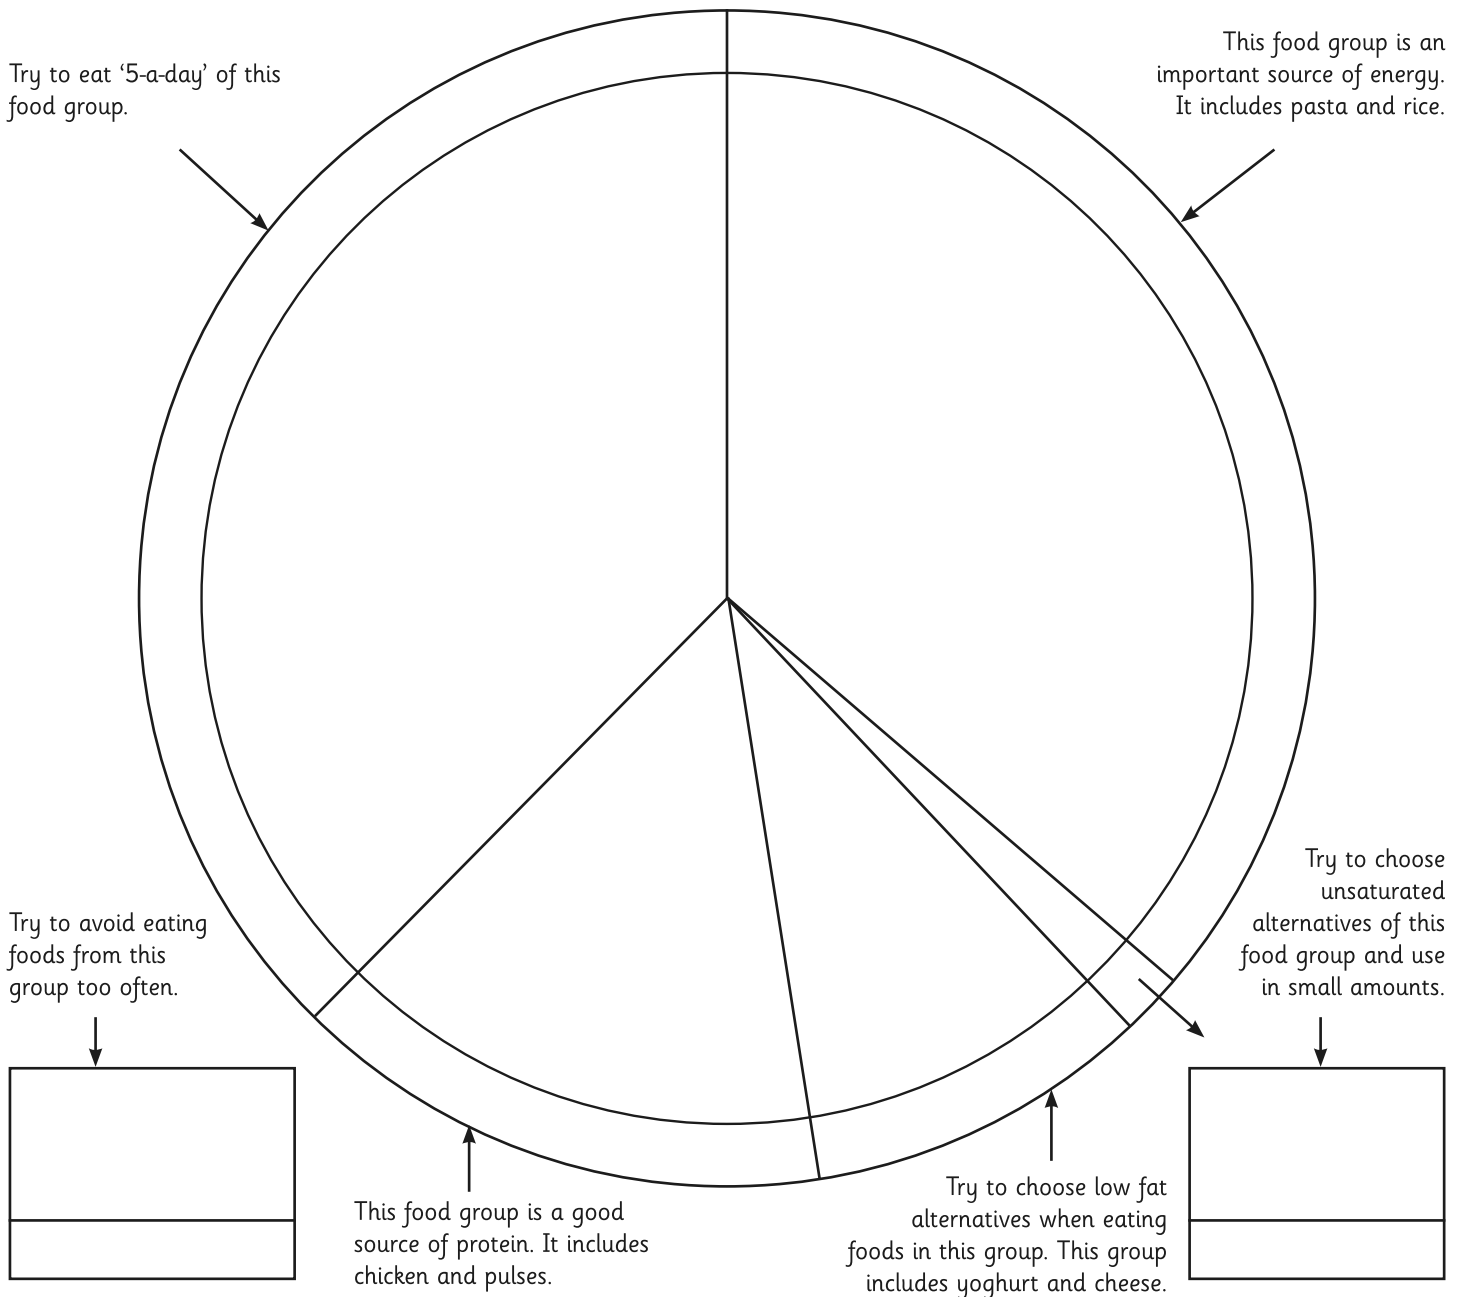 Try to eat ‘5-a-day’ of this
food group.
This food group is an
important source of energy.
It includes pasta and rice.
Try to choose
unsaturated
alternatives of this
food group and use
in small amounts.
Try to avoid eating
foods from this
group too often.
This food group is a good
source of protein. It includes
chicken and pulses.
Try to choose low fat
alternatives when eating
foods in this group. This group
includes yoghurt and cheese.